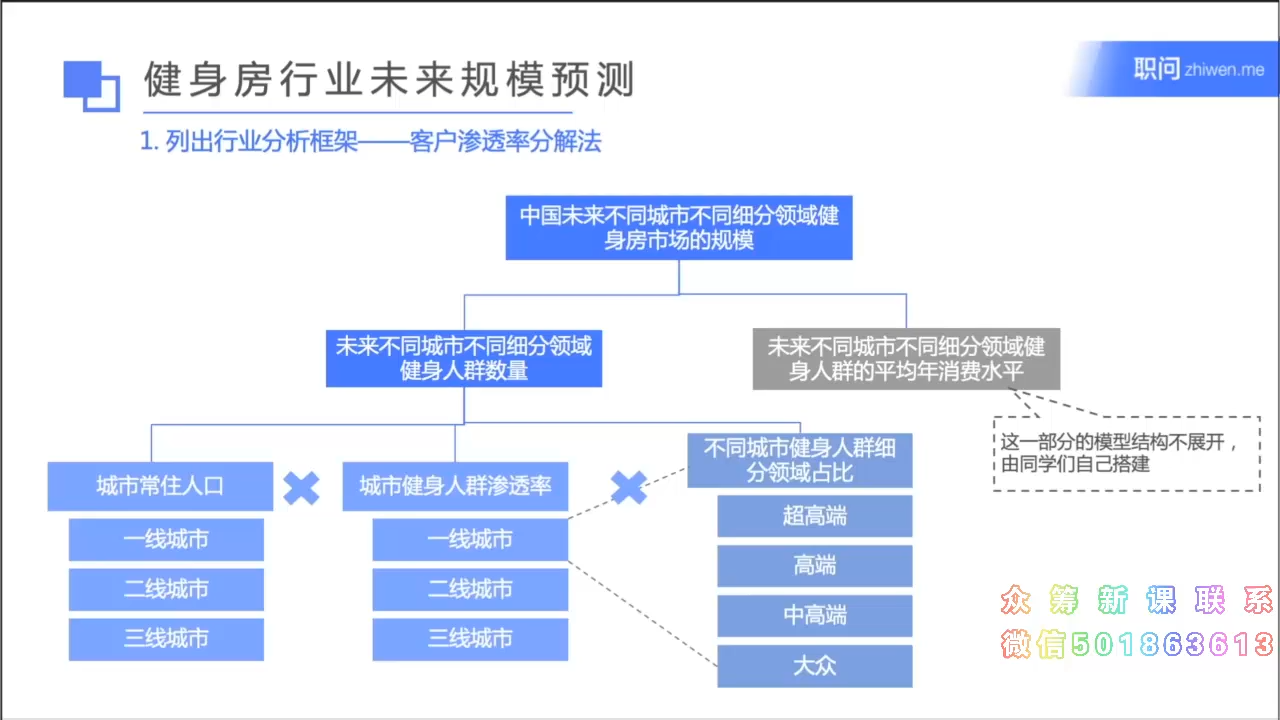 健身房行业未来规模预测
职问 zhiwen.me
1. 列出行业分析框架——客户渗透率分解法
中国未来不同城市不同细分领域健
身房市场的规模
未来不同城市不同细分领域
健身人群数量
未来不同城市不同细分领域健
身人群的平均年消费水平
这一部分的模型结构不展开，
由同学们自己搭建
城市常住人口
一线城市
二线城市
三线城市
城市健身人群渗透率
一线城市
二线城市
三线城市
不同城市健身人群细
分领域占比
超高端
高端
中高端
大众
众筹新课联系
微信501863613